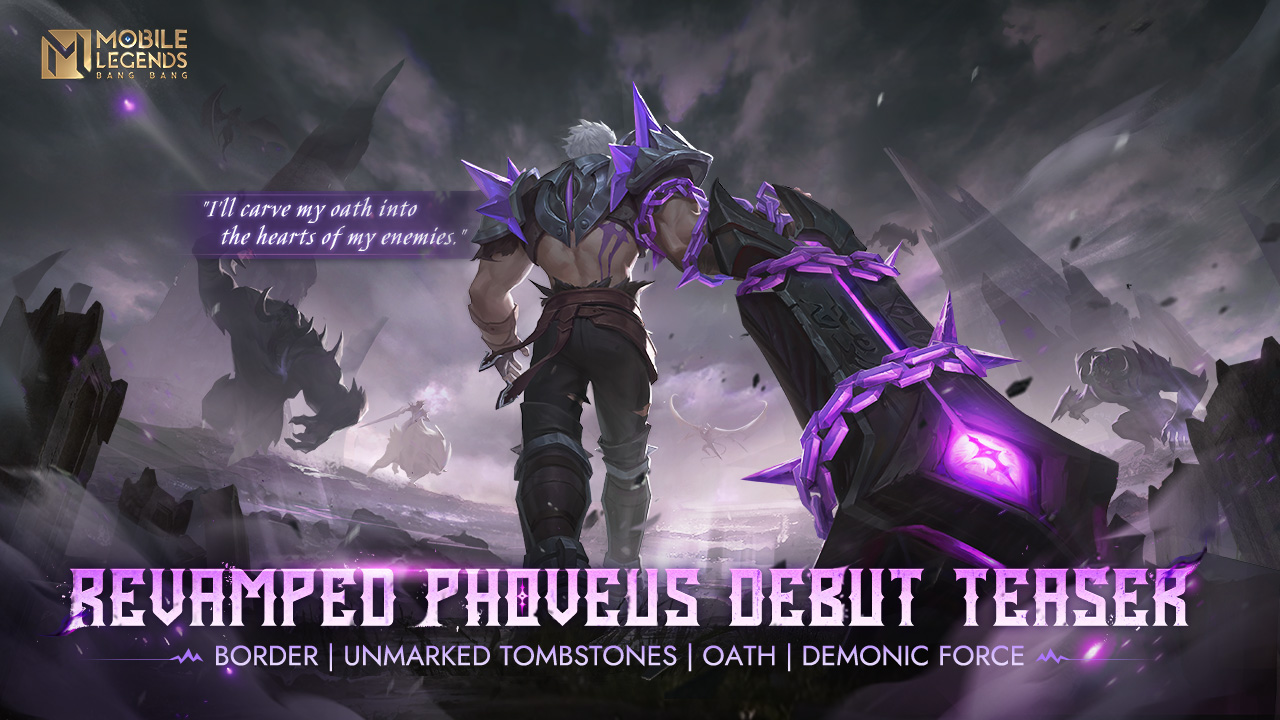 MOBILE
LEGENDS
BANG BANG
"I'll carve my oath into
the hearts of my enemies."
REVAMPED PHOVEUS DEBUT TEASER
BORDER | UNMARKED TOMBSTONES | OATH | DEMONIC FORCE